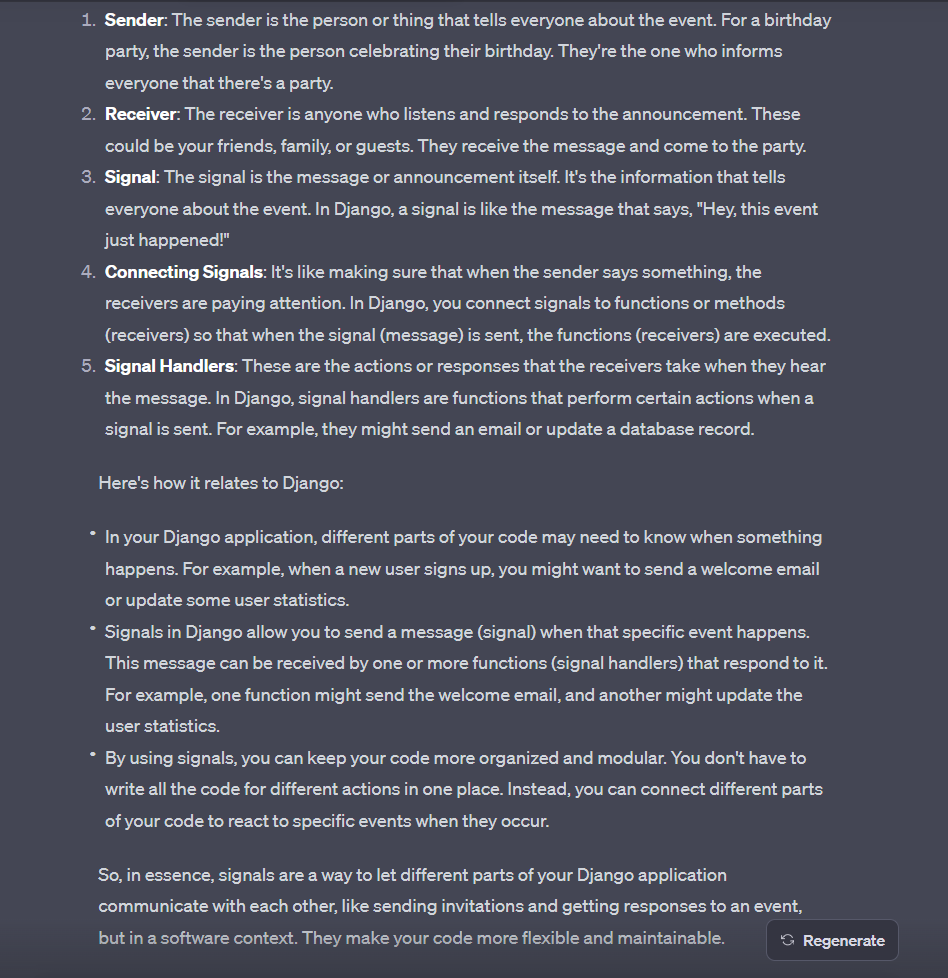 1. Sender: The sender is the person or thing that tells everyone about the event. For a birthday
party, the sender is the person celebrating their birthday. They're the one who informs
everyone that there's a party.
2. Receiver: The receiver is anyone who listens and responds to the announcement. These
could be your friends, family, or guests. They receive the message and come to the party.
3. Signal: The signal is the message or announcement itself. It's the information that tells
everyone about the event. In Django, a signal is like the message that says, "Hey, this event
just happened!"
4. Connecting Signals: It's like making sure that when the sender says something, the
receivers are paying attention. In Django, you connect signals to functions or methods
(receivers) so that when the signal (message) is sent, the functions (receivers) are executed.
5. Signal Handlers: These are the actions or responses that the receivers take when they hear
the message. In Django, signal handlers are functions that perform certain actions when a
signal is sent. For example, they might send an email or update a database record.
Here's how it relates to Django:
• In your Django application, different parts of your code may need to know when something
happens. For example, when a new user signs up, you might want to send a welcome email
or update some user statistics.
• Signals in Django allow you to send a message (signal) when that specific event happens.
This message can be received by one or more functions (signal handlers) that respond to it.
For example, one function might send the welcome email, and another might update the
user statistics.
• By using signals, you can keep your code more organized and modular. You don't have to
write all the code for different actions in one place. Instead, you can connect different parts
of your code to react to specific events when they occur.
So, in essence, signals are a way to let different parts of your Django application
communicate with each other, like sending invitations and getting responses to an event,
but in a software context. They make your code more flexible and maintainable.
Regenerate